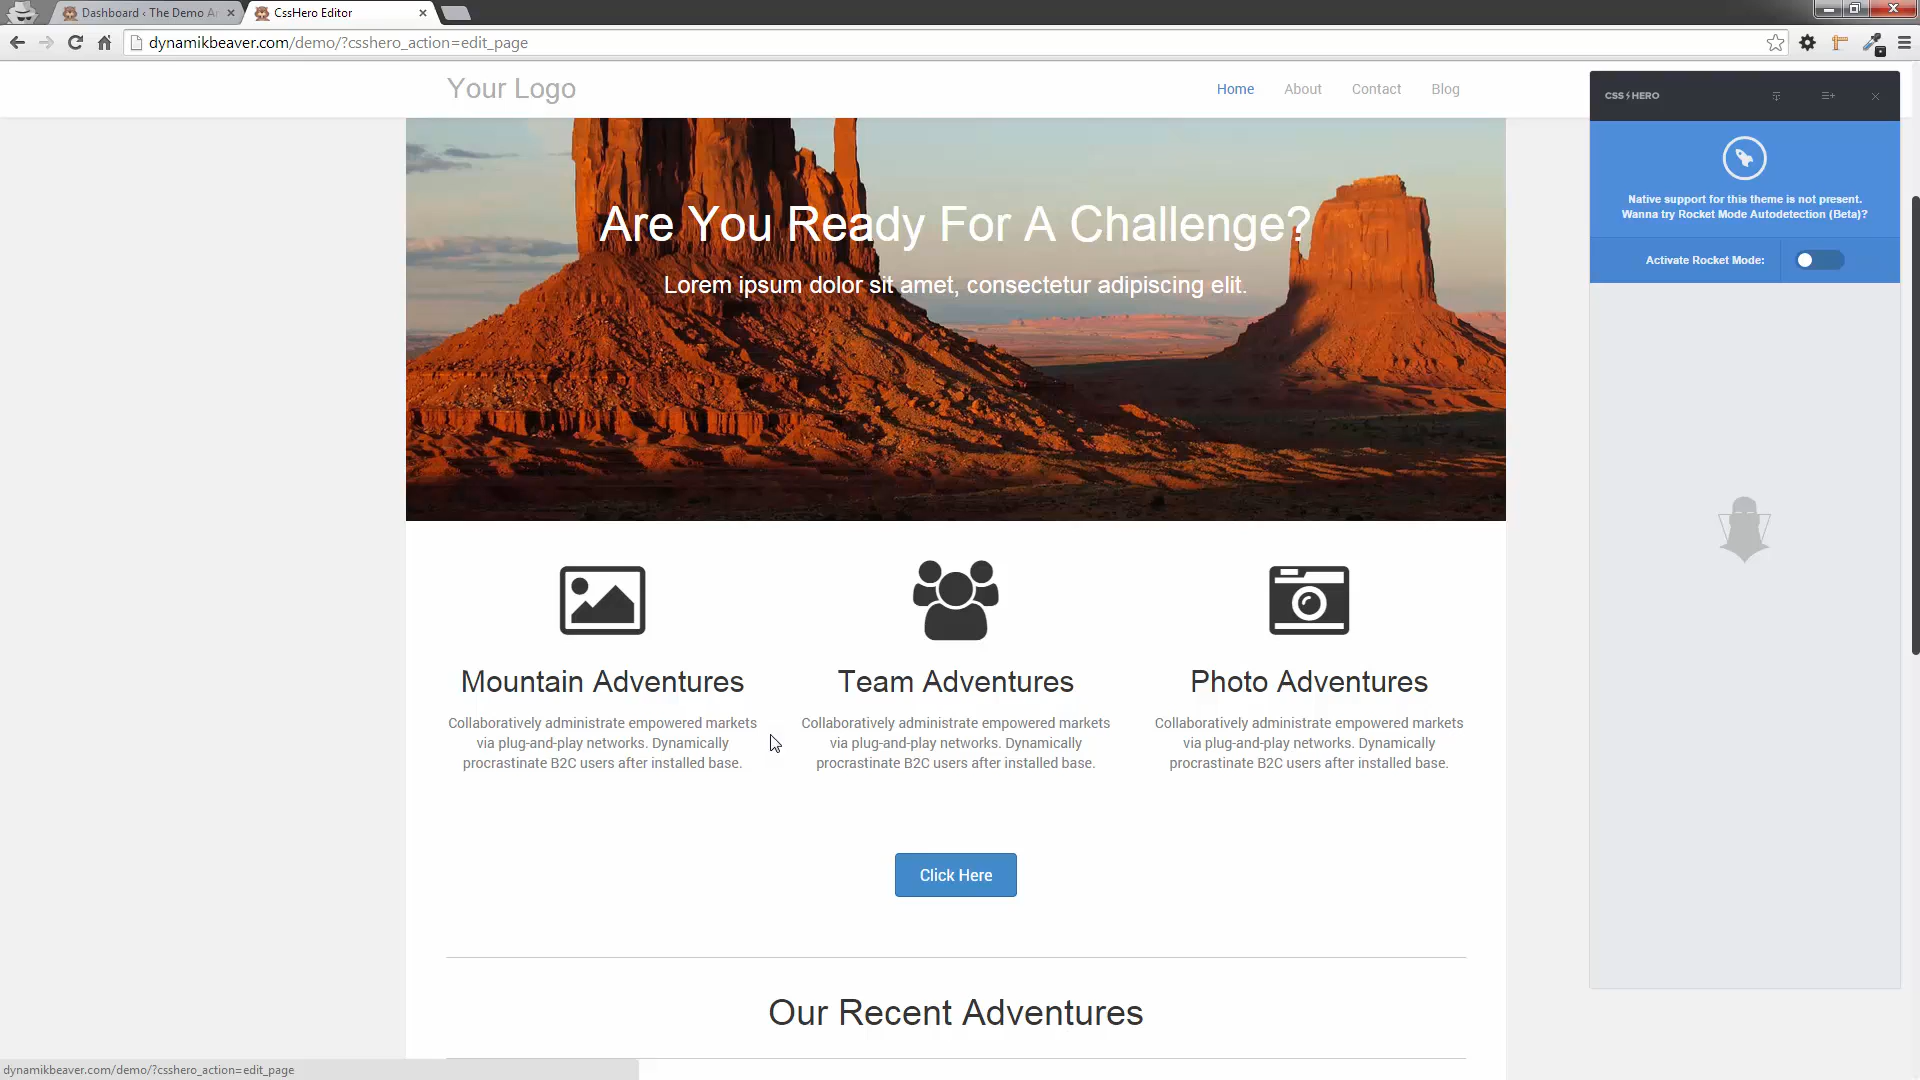 Dashboard ‹ The Demo Ar
CssHero Editor
dynamikbeaver.com/demo/?csshero_action=edit_page
Your Logo
Home
About
Contact
Blog
CSS HERO
Native support for this theme is not present.
Wanna try Rocket Mode Autodetection (Beta)?
Activate Rocket Mode:
Are You Ready For A Challenge?
Lorem ipsum dolor sit amet, consectetur adipiscing elit.
Mountain Adventures
Collaboratively administrate empowered markets
via plug-and-play networks. Dynamically
procrastinate B2C users after installed base.
Team Adventures
Collaboratively administrate empowered markets
via plug-and-play networks. Dynamically
procrastinate B2C users after installed base.
Photo Adventures
Collaboratively administrate empowered markets
via plug-and-play networks. Dynamically
procrastinate B2C users after installed base.
Click Here
Our Recent Adventures
dynamikbeaver.com/demo/?csshero_action=edit_page